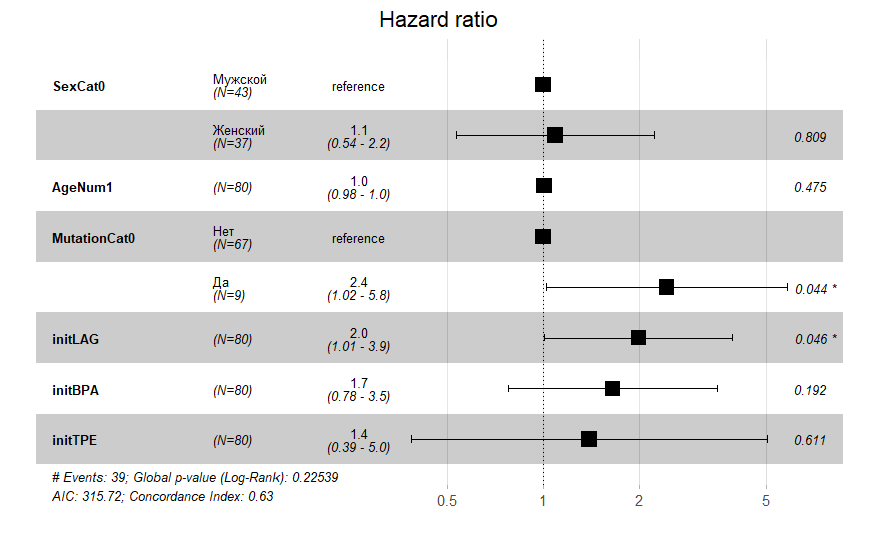 Hazard ratio
SexCat0
Мужской
(N=43)
reference
Женский
(N=37)
1.1
(0.54 - 2.2)
0.809
AgeNum1
(N=80)
1.0
(0.98 - 1.0)
0.475
MutationCat0
Нет
(N=67)
reference
Да
(N=9)
2.4
(1.02 - 5.8)
0.044 *
initLAG
(N=80)
2.0
(1.01 - 3.9)
0.046 *
initBPA
(N=80)
1.7
(0.78 - 3.5)
0.192
initTPE
(N=80)
1.4
(0.39 - 5.0)
0.611
# Events: 39; Global p-value (Log-Rank): 0.22539
AIC: 315.72; Concordance Index: 0.63
0.5 1 2 5